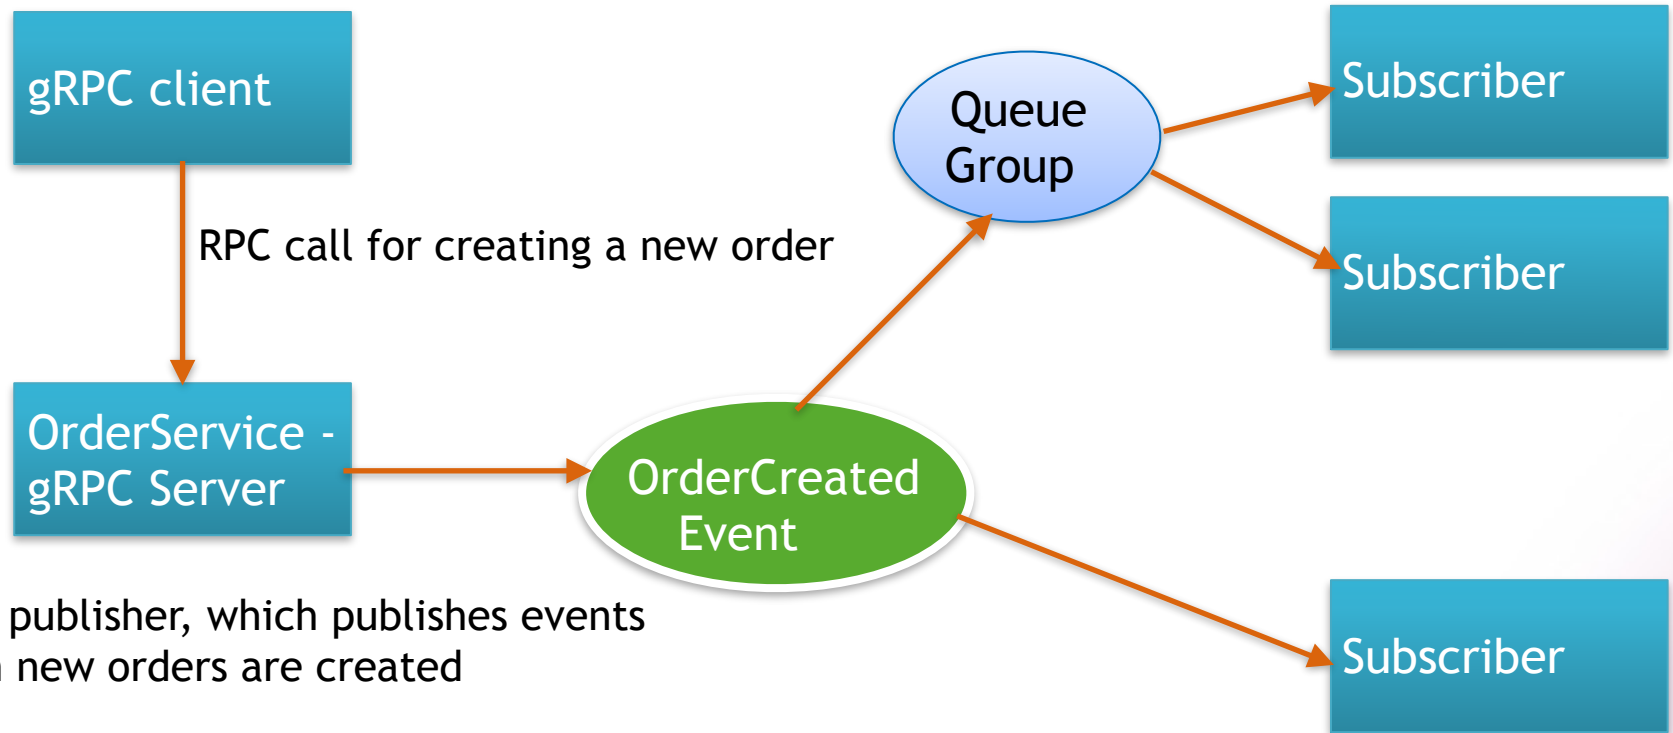 gRPC client
RPC call for creating a new order
OrderService -
gRPC Server
publisher, which publishes events
new orders are created
OrderCreated
Event
Queue
Group
Subscriber
Subscriber
Subscriber